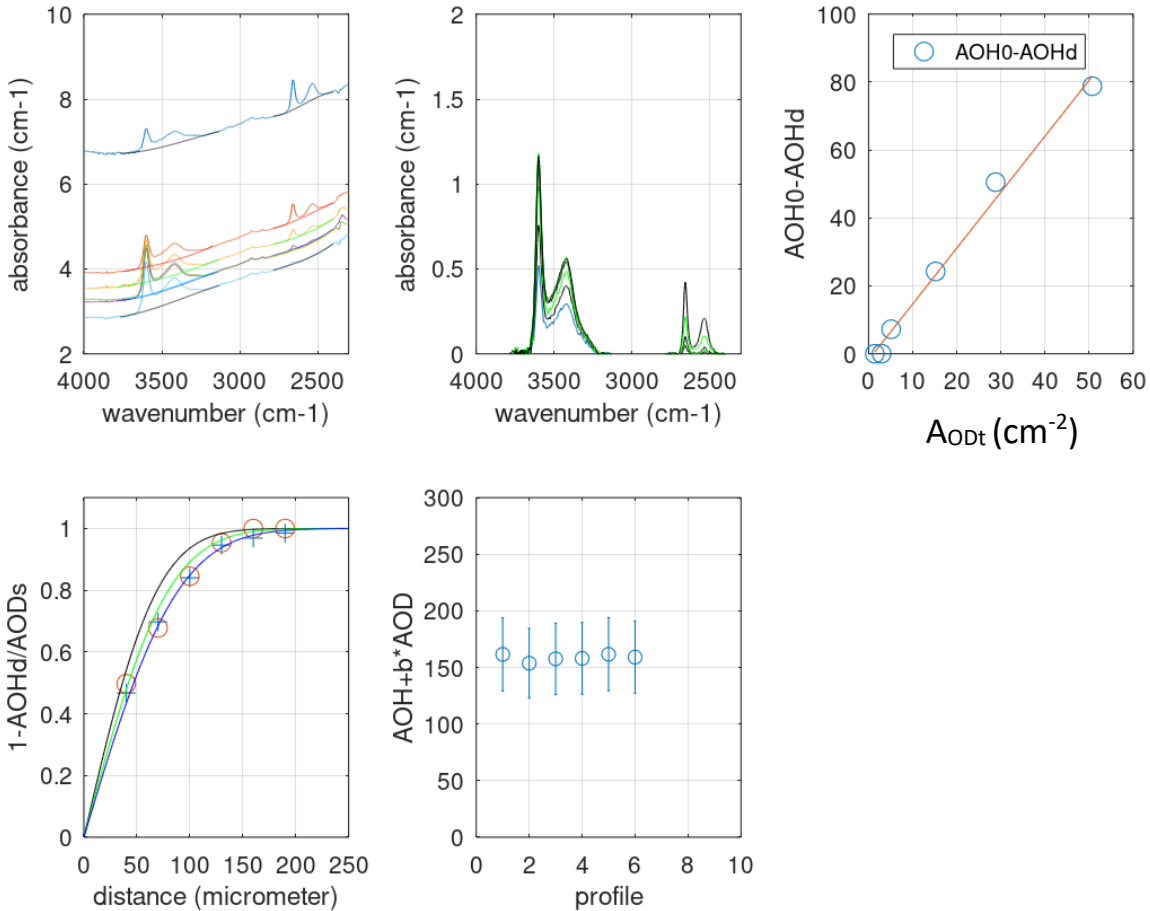 10
8
6
4
2
absorbance (cm-1)
4000 3500 3000 2500
wavenumber (cm-1)
2
1.5
1
0.5
0
absorbance (cm-1)
4000 3500 3000 2500
wavenumber (cm-1)
100
80
60
40
20
0
AOH0-AOHd
AOH0-AOHd
0 10 20 30 40 50 60
AODt (cm-2)
1
0.8
0.6
0.4
0.2
0
1-AOHd/AODs
0 50 100 150 200 250
distance (micrometer)
300
250
200
150
100
50
0
AOH+b*AOD
0 2 4 6 8 10
profile